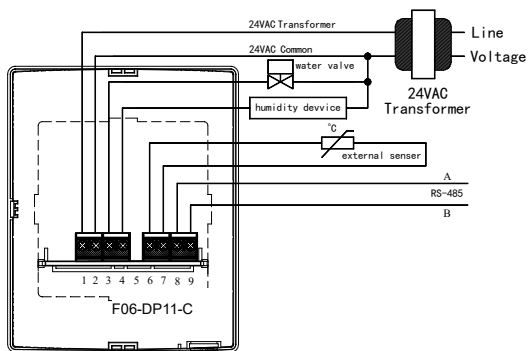 24VAC Transformer
Line
24VAC Common
Voltage
water valve
24VAC
Transformer
humidity devvice
°C
external senser
A
RS-485
B
1 2 3 4 5 6 7 8 9
F06-DP11-C